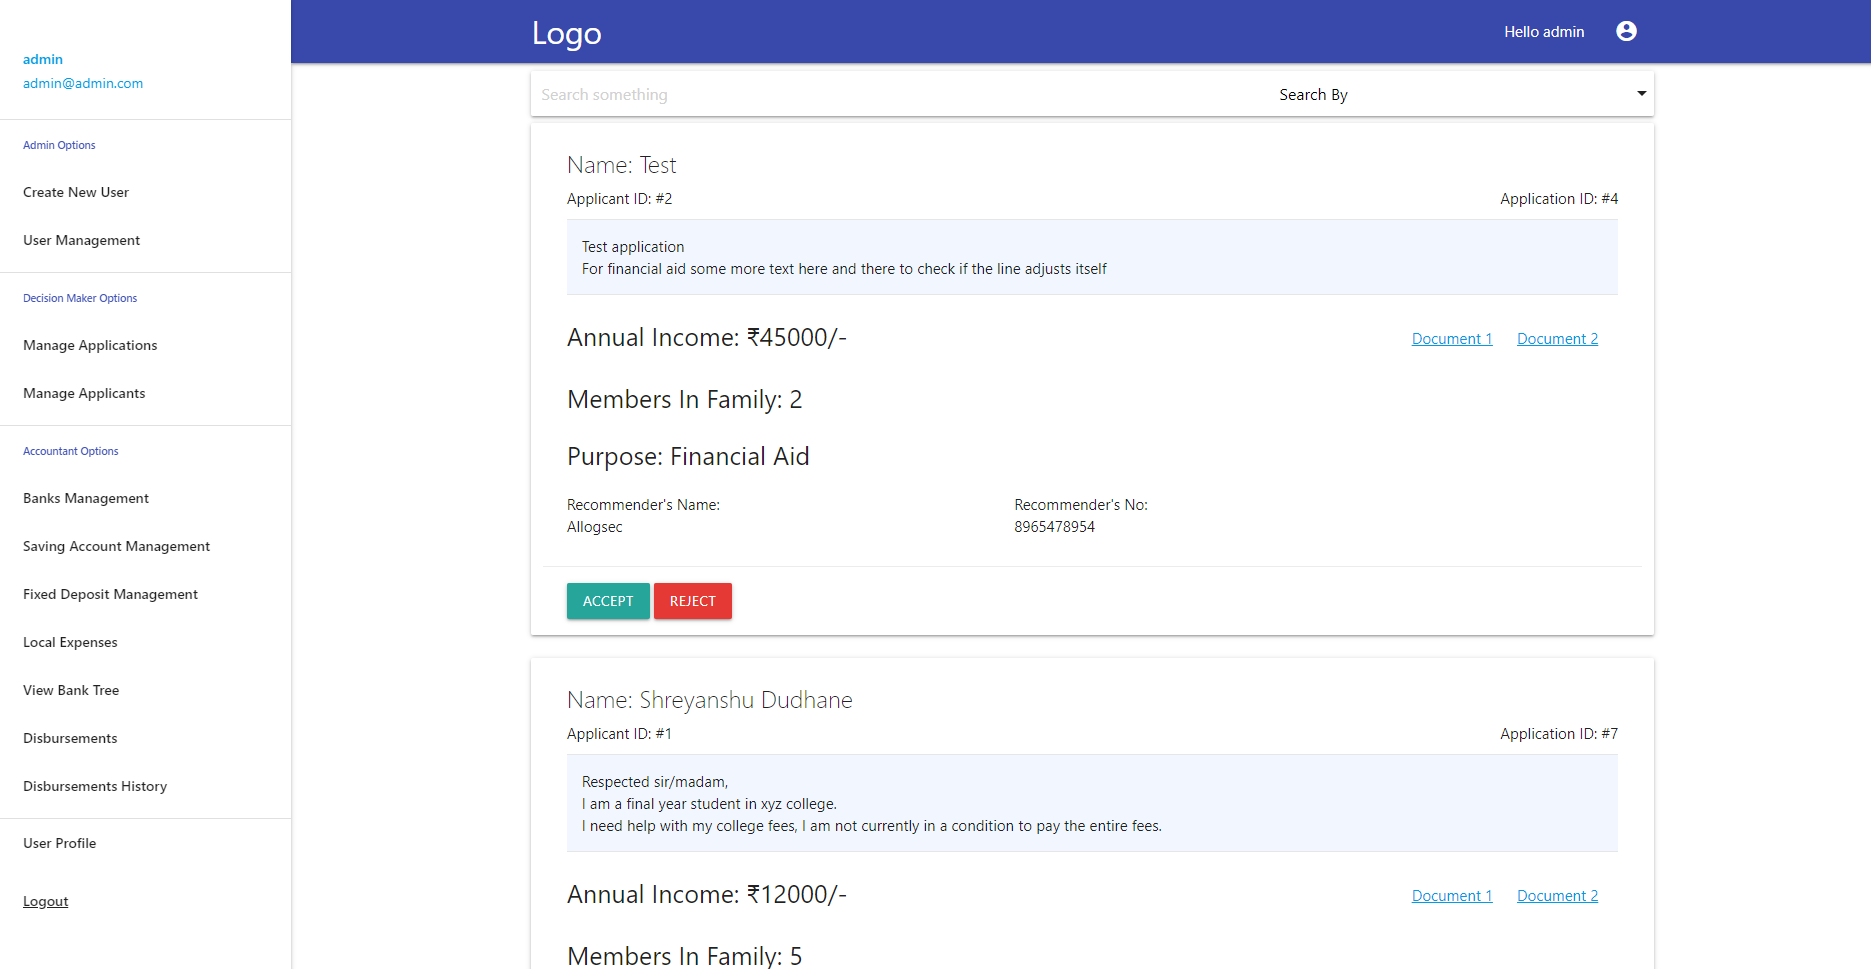 admin
admin@admin.com
Admin Options
Create New User
User Management
Decision Maker Options
Manage Applications
Manage Applicants
Accountant Options
Banks Management
Saving Account Management
Fixed Deposit Management
Local Expenses
View Bank Tree
Disbursements
Disbursements History
User Profile
Logout
Logo
Hello admin
Search something
Search By
Name: Test
Applicant ID: #2
Application ID: #4
Test application
For financial aid some more text here and there to check if the line adjusts itself
Annual Income: ₹45000/-
Document 1
Document 2
Members In Family: 2
Purpose: Financial Aid
Recommender's Name:
Allogsec
Recommender's No:
8965478954
ACCEPT
REJECT
Name: Shreyanshu Dudhane
Applicant ID: #1
Application ID: #7
Respected sir/madam,
I am a final year student in xyz college.
I need help with my college fees, I am not currently in a condition to pay the entire fees.
Annual Income: ₹12000/-
Document 1
Document 2
Members In Family: 5